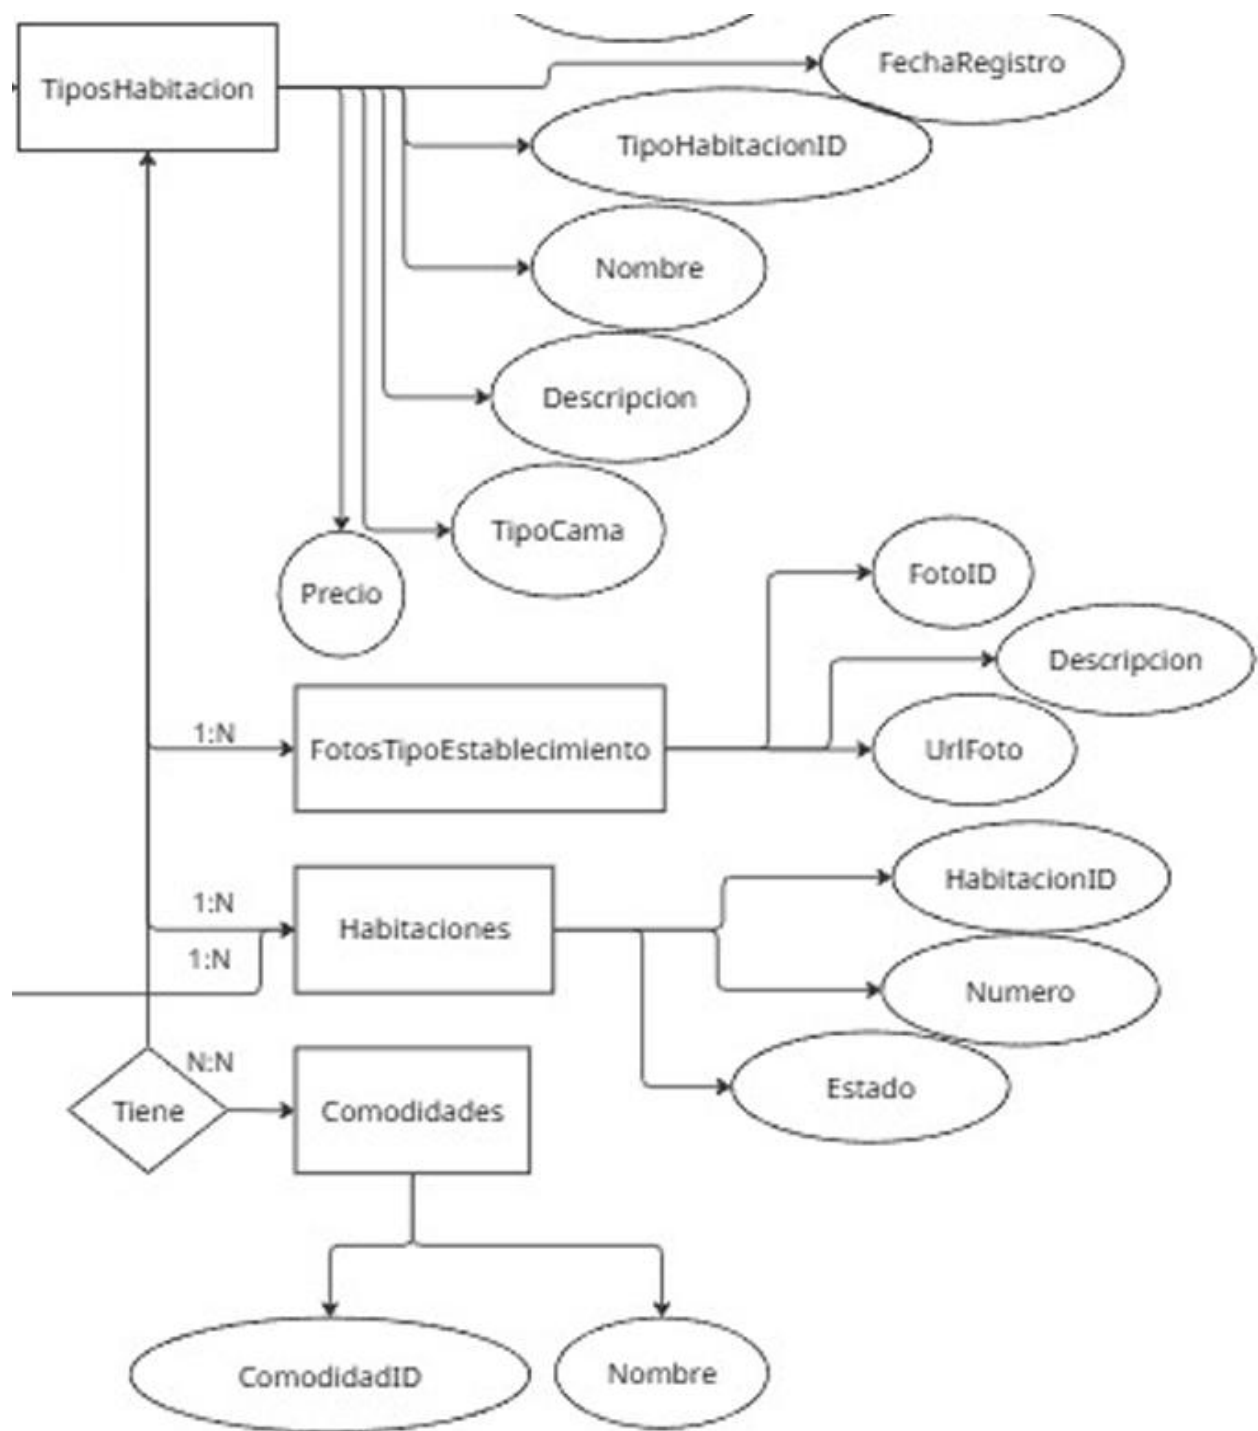 FechaRegistro
TiposHabitacion
TipoHabitacionID
Nombre
Descripcion
TipoCama
Precio
FotoID
Descripcion
1:N
FotosTipoEstablecimiento
UrlFoto
HabitacionID
1:N
Habitaciones
1:N
Numero
N:N
Estado
Tiene
Comodidades
ComodidadID
Nombre